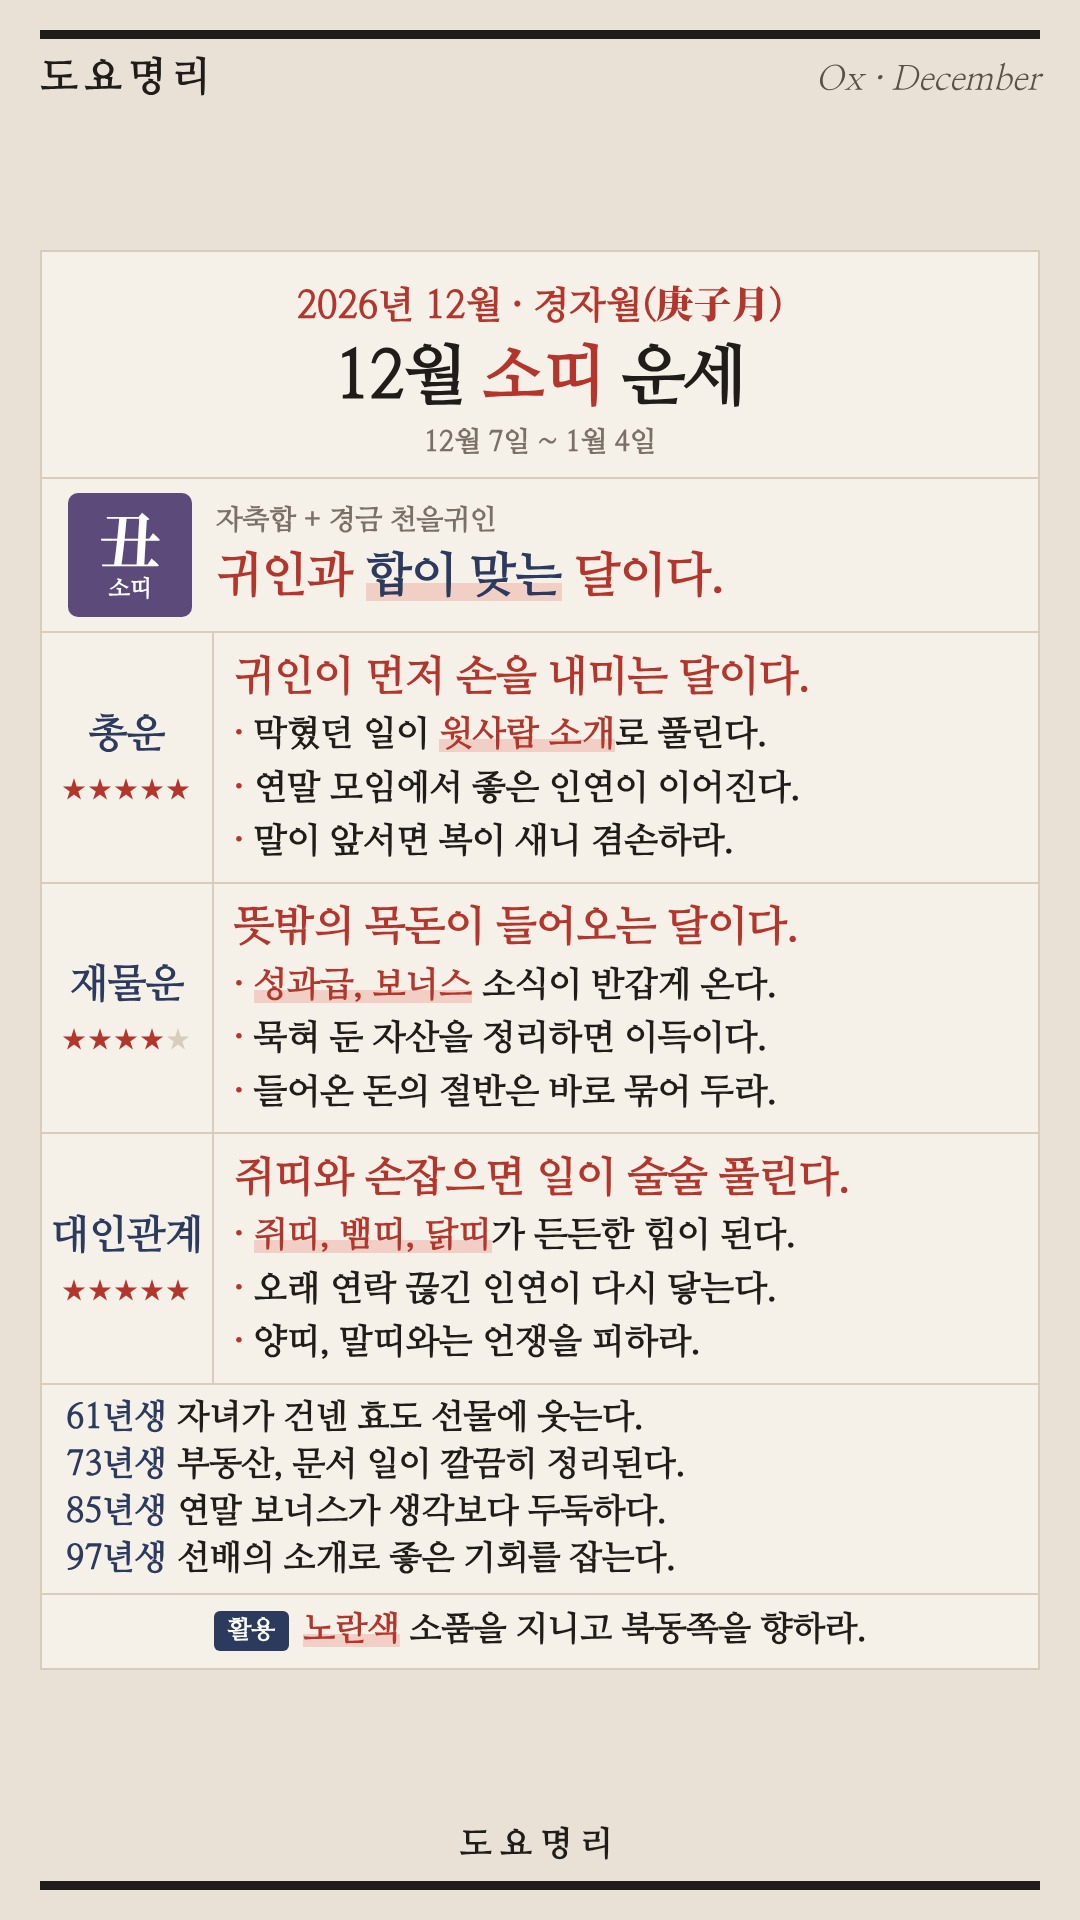 도요명리
Ox · December
2026년 12월 · 경자월(庚子月)
12월 소띠 운세
12월 7일 ~ 1월 4일
丑
소띠
자축합 + 경금 천을귀인
귀인과 합이 맞는 달이다.
총운
★★★★★
귀인이 먼저 손을 내미는 달이다.
· 막혔던 일이 윗사람 소개로 풀린다.
· 연말 모임에서 좋은 인연이 이어진다.
· 말이 앞서면 복이 새니 겸손하라.
재물운
★★★★★
뜻밖의 목돈이 들어오는 달이다.
· 성과급, 보너스 소식이 반갑게 온다.
· 묵혀 둔 자산을 정리하면 이득이다.
· 들어온 돈의 절반은 바로 묶어 두라.
대인관계
★★★★★
쥐띠와 손잡으면 일이 술술 풀린다.
· 쥐띠, 뱀띠, 닭띠가 든든한 힘이 된다.
· 오래 연락 끊긴 인연이 다시 닿는다.
· 양띠, 말띠와는 언쟁을 피하라.
61년생 자녀가 건넨 효도 선물에 웃는다.
73년생 부동산, 문서 일이 깔끔히 정리된다.
85년생 연말 보너스가 생각보다 두둑하다.
97년생 선배의 소개로 좋은 기회를 잡는다.
활용 노란색 소품을 지니고 북동쪽을 향하라.
도요명리